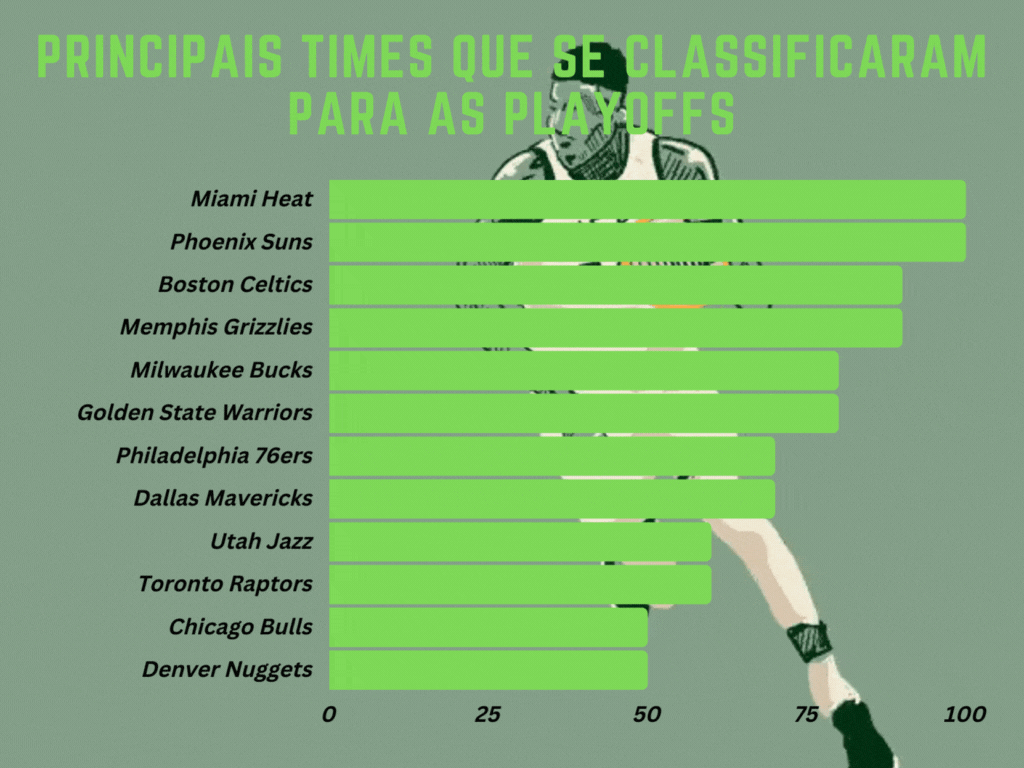 PRINCIPAIS TIMES QUE SE CLASSIFICARAM
PARA AS PLAYOFFS
Miami Heat
Phoenix Suns
Boston Celtics
Memphis Grizzlies
Milwaukee Bucks
Golden State Warriors
Philadelphia 76ers
Dallas Mavericks
Utah Jazz
Toronto Raptors
Chicago Bulls
Denver Nuggets
0 25 50 75 100